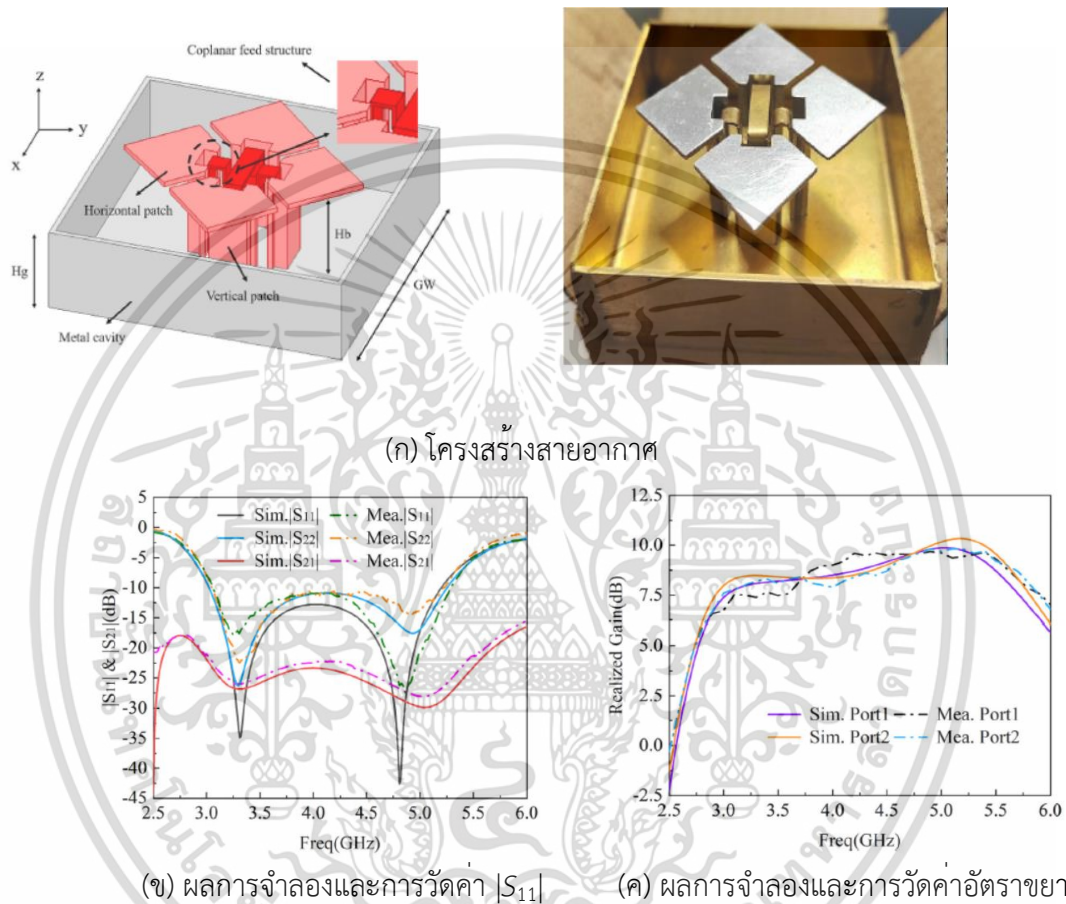 Coplanar feed structure
z
y
x
Horizontal patch
Hb
Hg
GW
Vertical patch
Metal cavity
(ก) โครงสร้างสายอากาศ
|S11| & |S21|(dB)
5
0
-5
-10
-15
-20
-25
-30
-35
-40
-45
Sim.|S11| Mea.|S11|
Sim.|S22| Mea.|S22|
Sim.|S21| Mea.|S21|
2.5 3.0 3.5 4.0 4.5 5.0 5.5 6.0
Freq(GHz)
Realized Gain(dB)
12.5
10.0
7.5
5.0
2.5
0.0
-2.5
Sim. Port1 Mea. Port1
Sim. Port2 Mea. Port2
2.5 3.0 3.5 4.0 4.5 5.0 5.5 6.0
Freq(GHz)
(ข) ผลการจำลองและการวัดค่า |S11| (ค) ผลการจำลองและการวัดค่าอัตราขยา